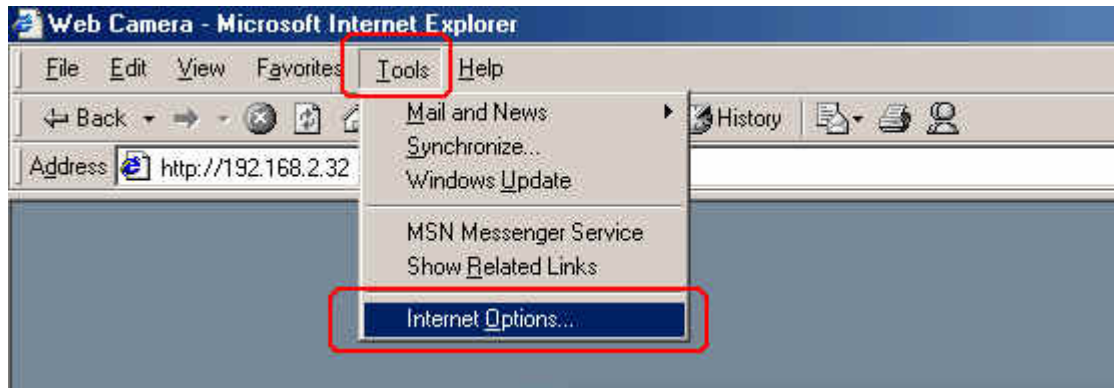 Web Camera - Microsoft Internet Explorer
File Edit View Favorites Tools Help
Back History
Address http://192.168.2.32
Mail and News
Synchronize...
Windows Update
MSN Messenger Service
Show Related Links
Internet Options...